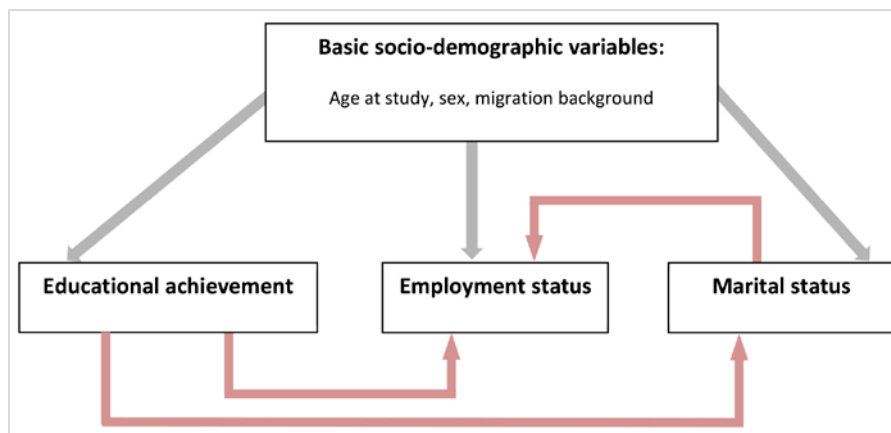 Basic socio-demographic variables:
Age at study, sex, migration background
Educational achievement
Employment status
Marital status